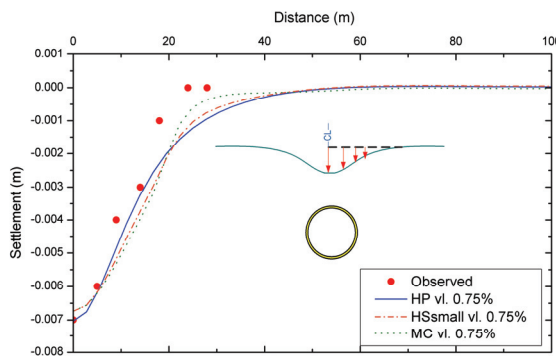 Distance (m)
0 20 40 60 80 100
0.001
0.000
-0.001
-0.002
-0.003
-0.004
-0.005
-0.006
-0.007
-0.008
Settlement (m)
CL
Observed
HP vl. 0.75%
HSsmall vl. 0.75%
MC vl. 0.75%